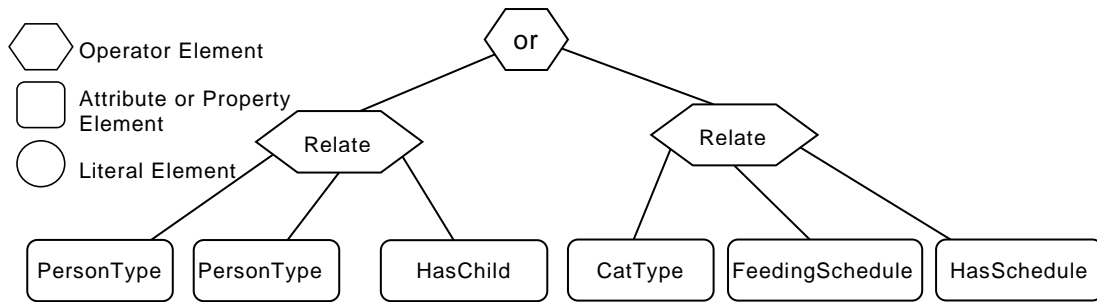 or
Operator Element
Attribute or Property
Element
Literal Element
Relate
Relate
PersonType
PersonType
HasChild
CatType
FeedingSchedule
HasSchedule